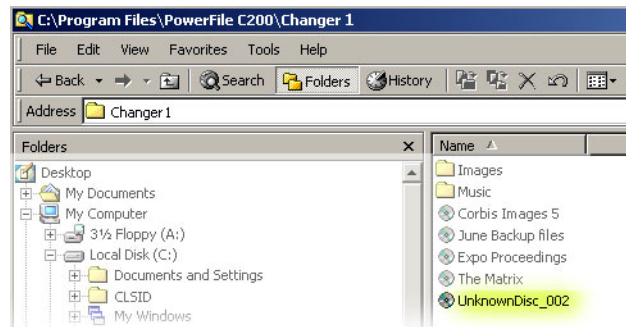 C:\Program Files\PowerFile C200\Changer 1
File Edit View Favorites Tools Help
Back Search Folders History
Address Changer1
Folders x Name
Desktop
My Documents
My Computer
3½ Floppy (A:)
Local Disk (C:)
Documents and Settings
CLSID
My Windows
Images
Music
Corbis Images 5
June Backup files
Expo Proceedings
The Matrix
UnknownDisc_002